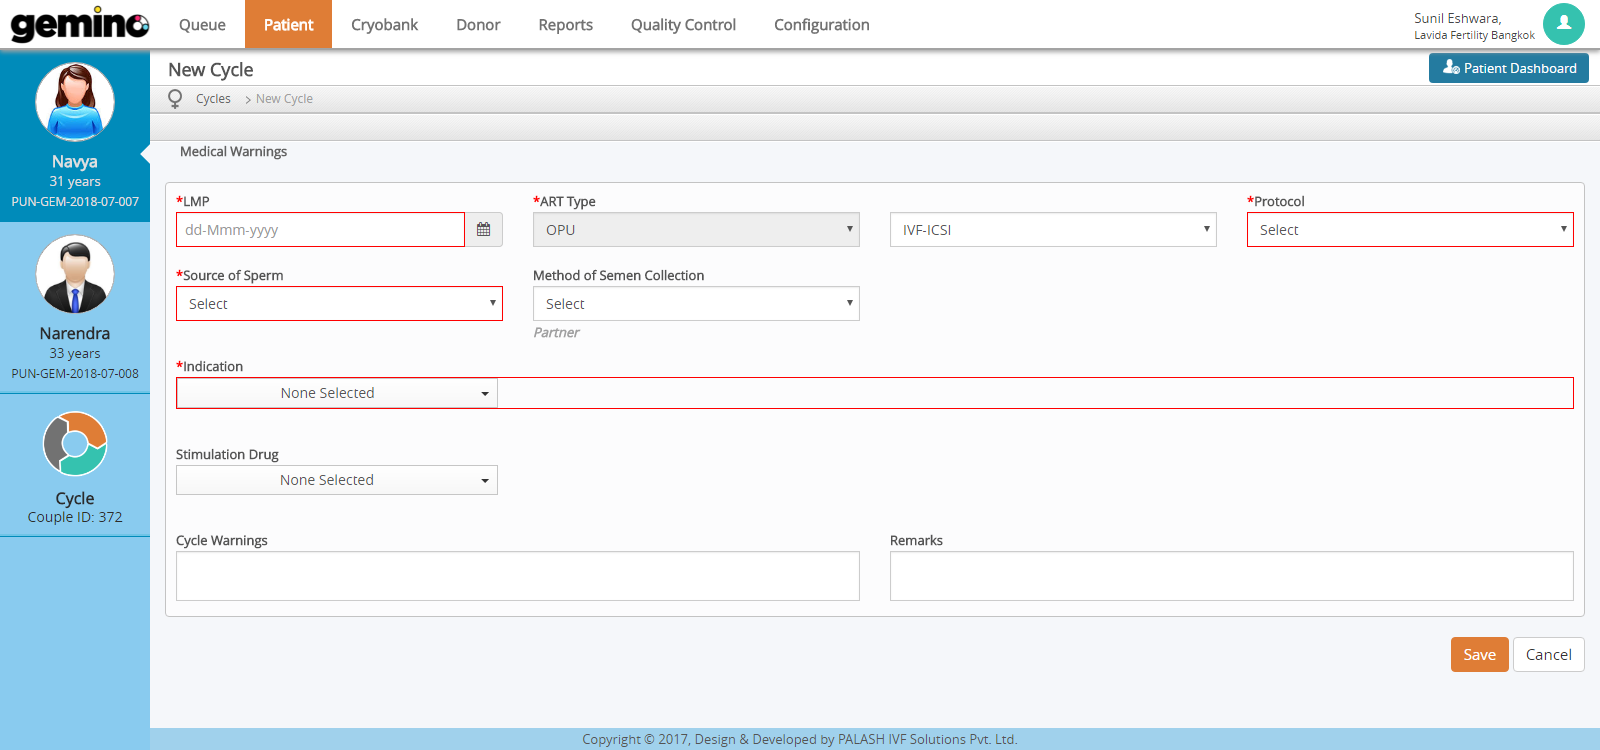 gemino
Queue
Patient
Cryobank
Donor
Reports
Quality Control
Configuration
Sunil Eshwara,
Lavida Fertility Bangkok
Navya
31 years
PUN-GEM-2018-07-007
Narendra
33 years
PUN-GEM-2018-07-008
Cycle
Couple ID: 372
New Cycle
Patient Dashboard
Cycles > New Cycle
Medical Warnings
*LMP
dd-Mmm-yyyy
*ART Type
OPU
IVF-ICSI
*Protocol
Select
*Source of Sperm
Select
Method of Semen Collection
Select
Partner
*Indication
None Selected
Stimulation Drug
None Selected
Cycle Warnings
Remarks
Save
Cancel
Copyright © 2017, Design & Developed by PALASH IVF Solutions Pvt. Ltd.